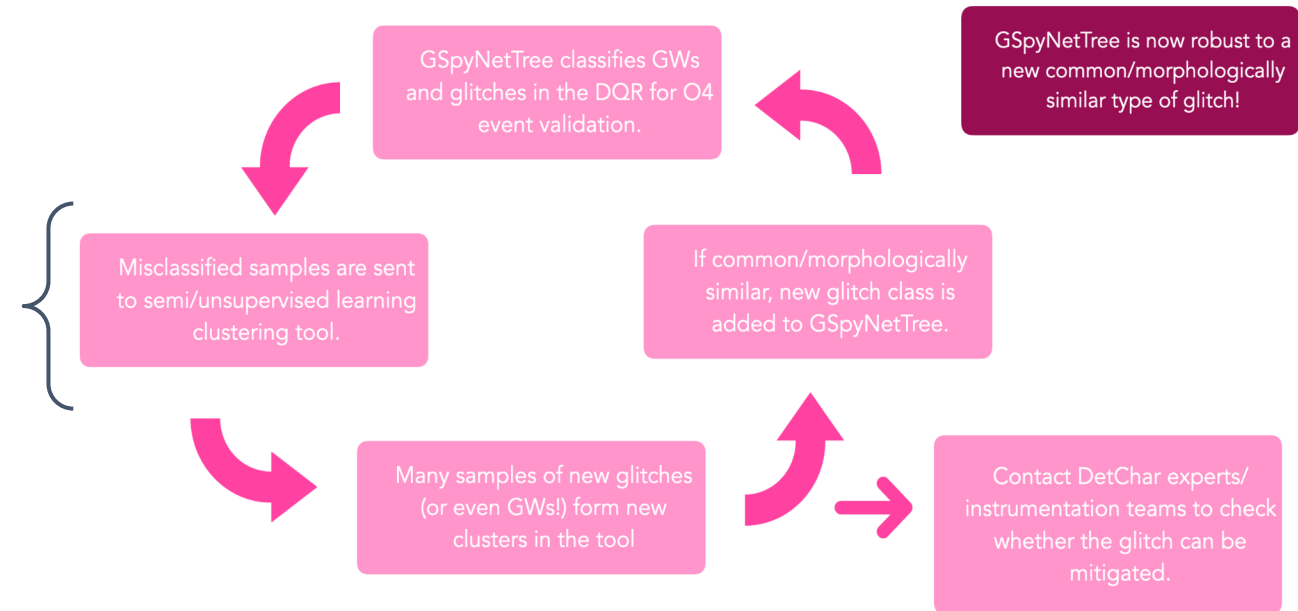 GSpyNetTree classifies GWs
and glitches in the DQR for O4
event validation.
GSpyNetTree is now robust to a
new common/morphologically
similar type of glitch!
Misclassified samples are sent
to semi/unsupervised learning
clustering tool.
If common/morphologically
similar, new glitch class is
added to GSpyNetTree.
Many samples of new glitches
(or even GWs!) form new
clusters in the tool
Contact DetChar experts/
instrumentation teams to check
whether the glitch can be
mitigated.